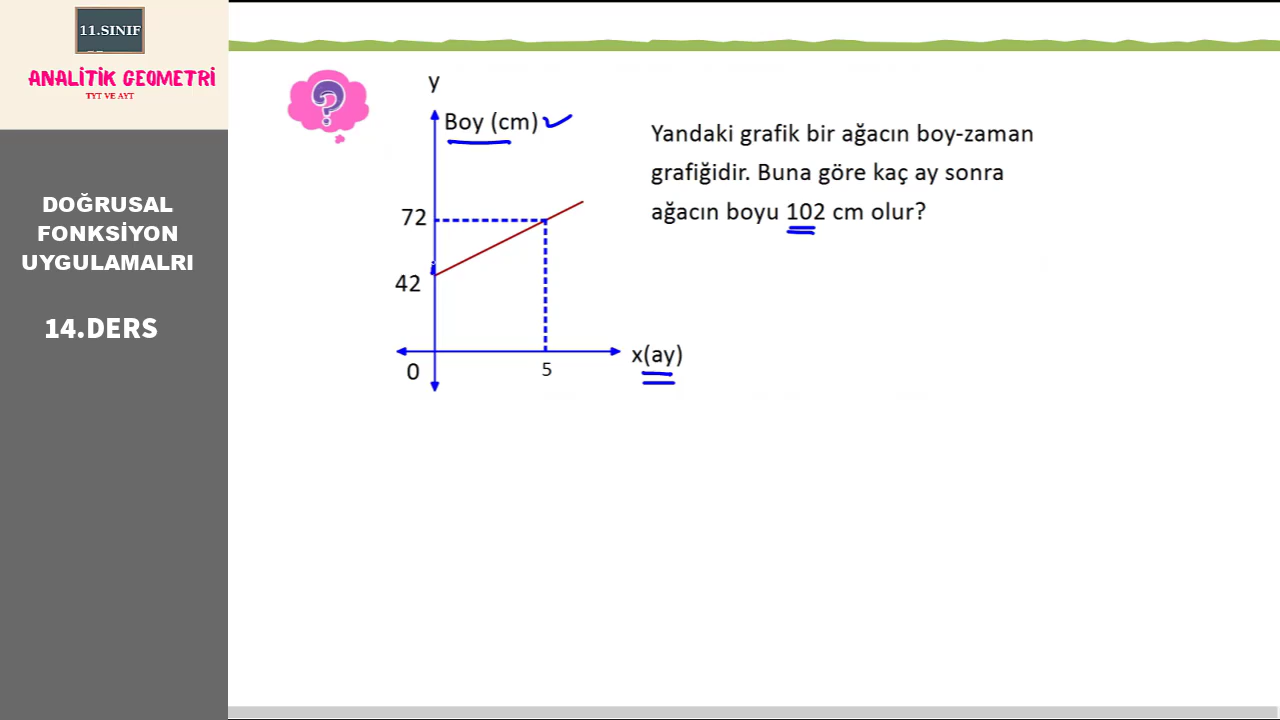 11.SINIF
ANALİTİK GEOMETRİ
TYT VE AYT
DOĞRUSAL
FONKSİYON
UYGULAMALRI
14.DERS
y
Boy (cm)
72
42
0
5
x(ay)
Yandaki grafik bir ağacın boy-zaman
grafiğidir. Buna göre kaç ay sonra
ağacın boyu 102 cm olur?